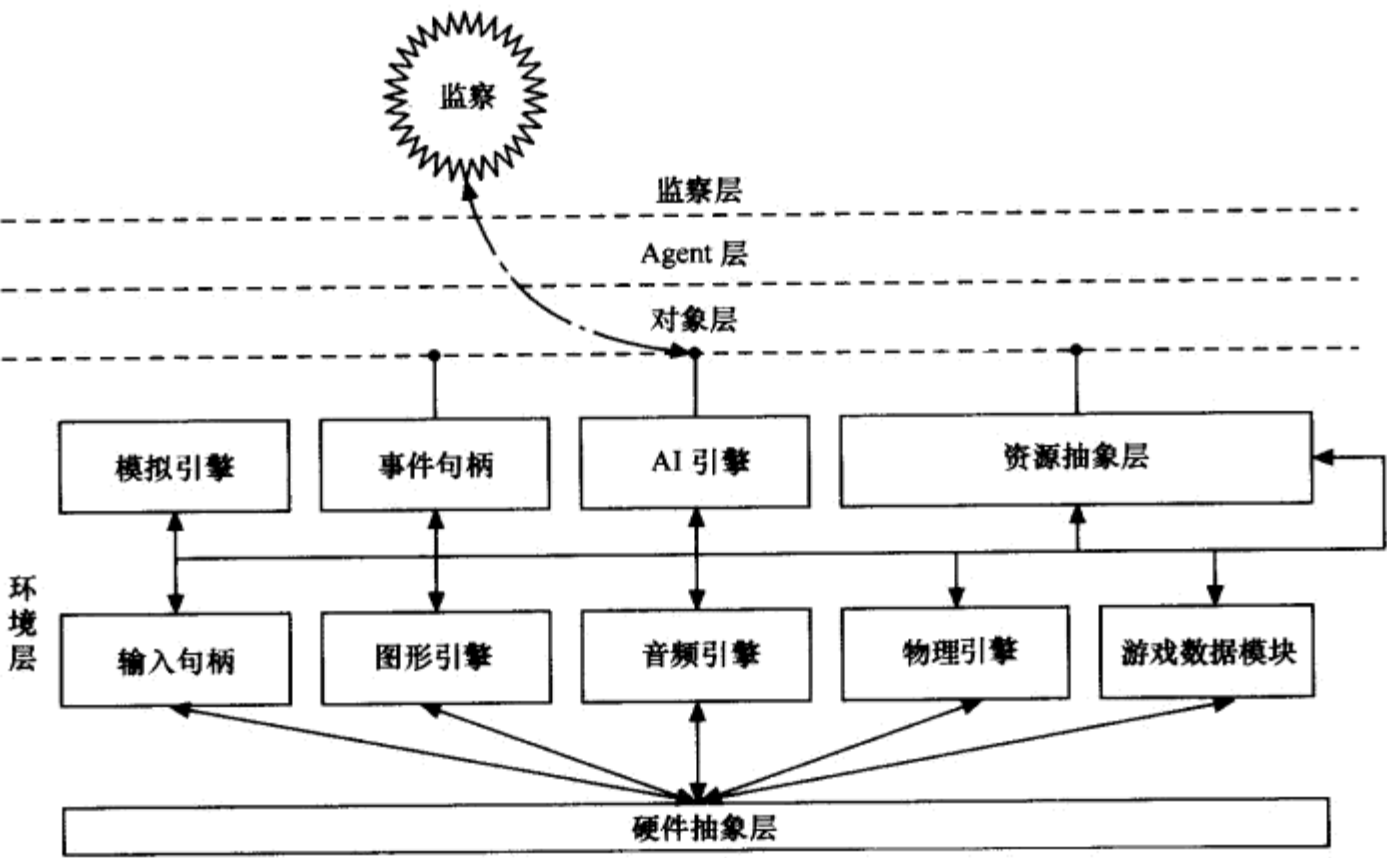 监察
监察层
Agent 层
对象层
模拟引擎
事件句柄
AI 引擎
资源抽象层
环境层
输入句柄
图形引擎
音频引擎
物理引擎
游戏数据模块
硬件抽象层